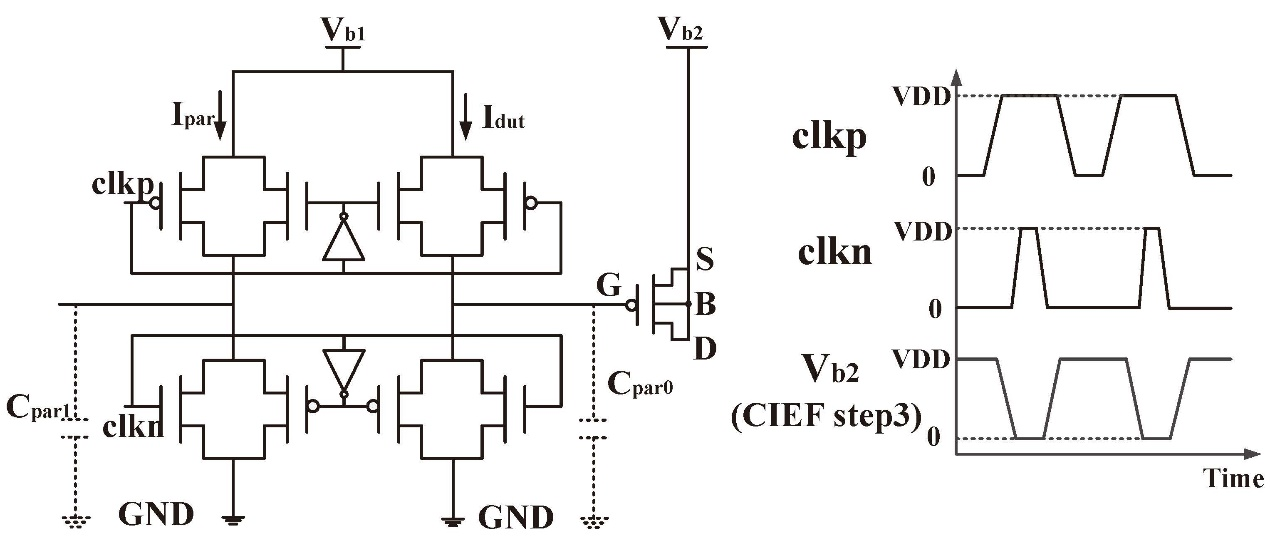 Vb1
Vb2
Ipar
Idut
clkp
G
S
B
D
Cpar1
clkn
Cpar0
GND
GND
clkp
VDD
0
clkn
VDD
0
Vb2
(CIEF step3)
VDD
0
Time